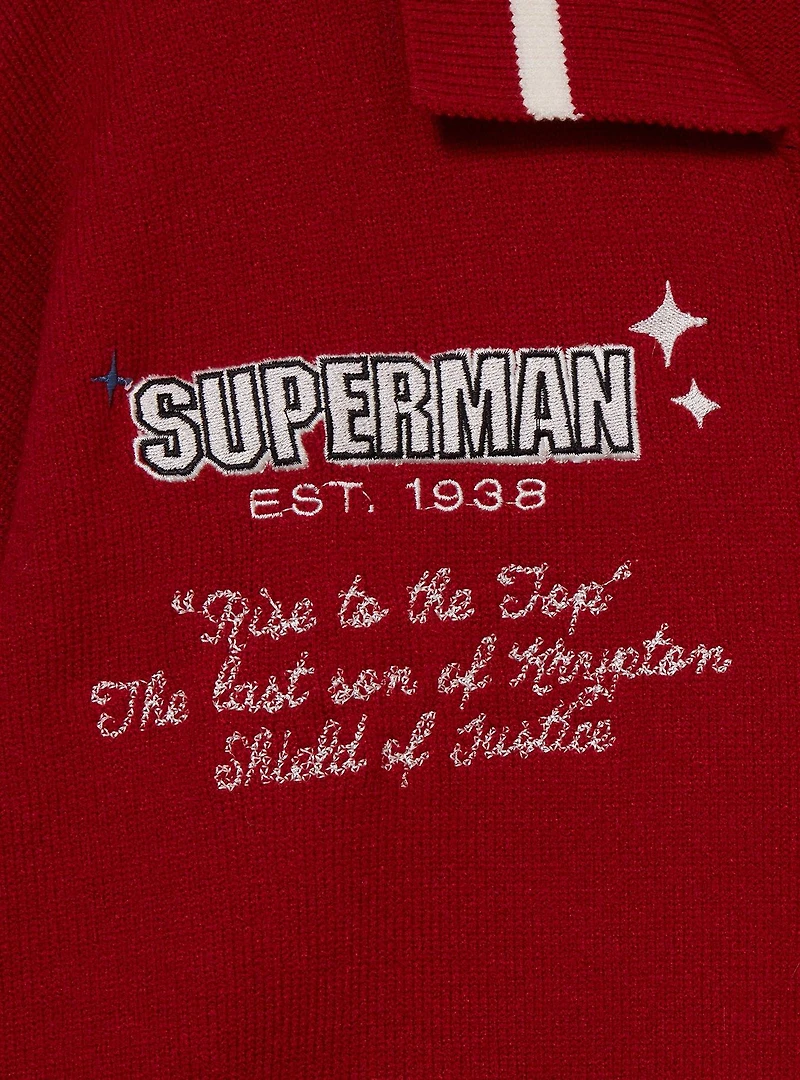 SUPERMAN
EST. 1938
"Rise to the Top"
The last son of Krypton
Shield of Justice